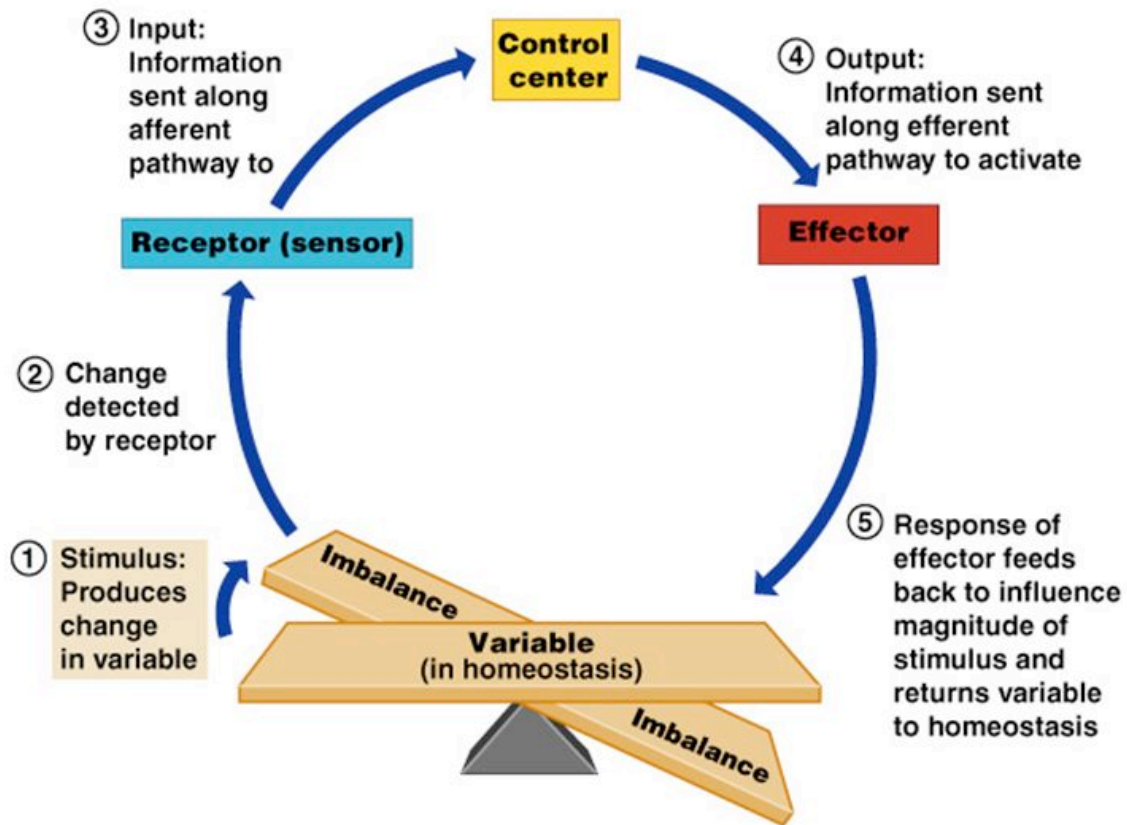 ③ Input:
Information
sent along
afferent
pathway to
Control
center
④ Output:
Information sent
along efferent
pathway to activate
Receptor (sensor)
Effector
② Change
detected
by receptor
① Stimulus:
Produces
change
in variable
Imbalance
Variable
(in homeostasis)
Imbalance
⑤ Response of
effector feeds
back to influence
magnitude of
stimulus and
returns variable
to homeostasis